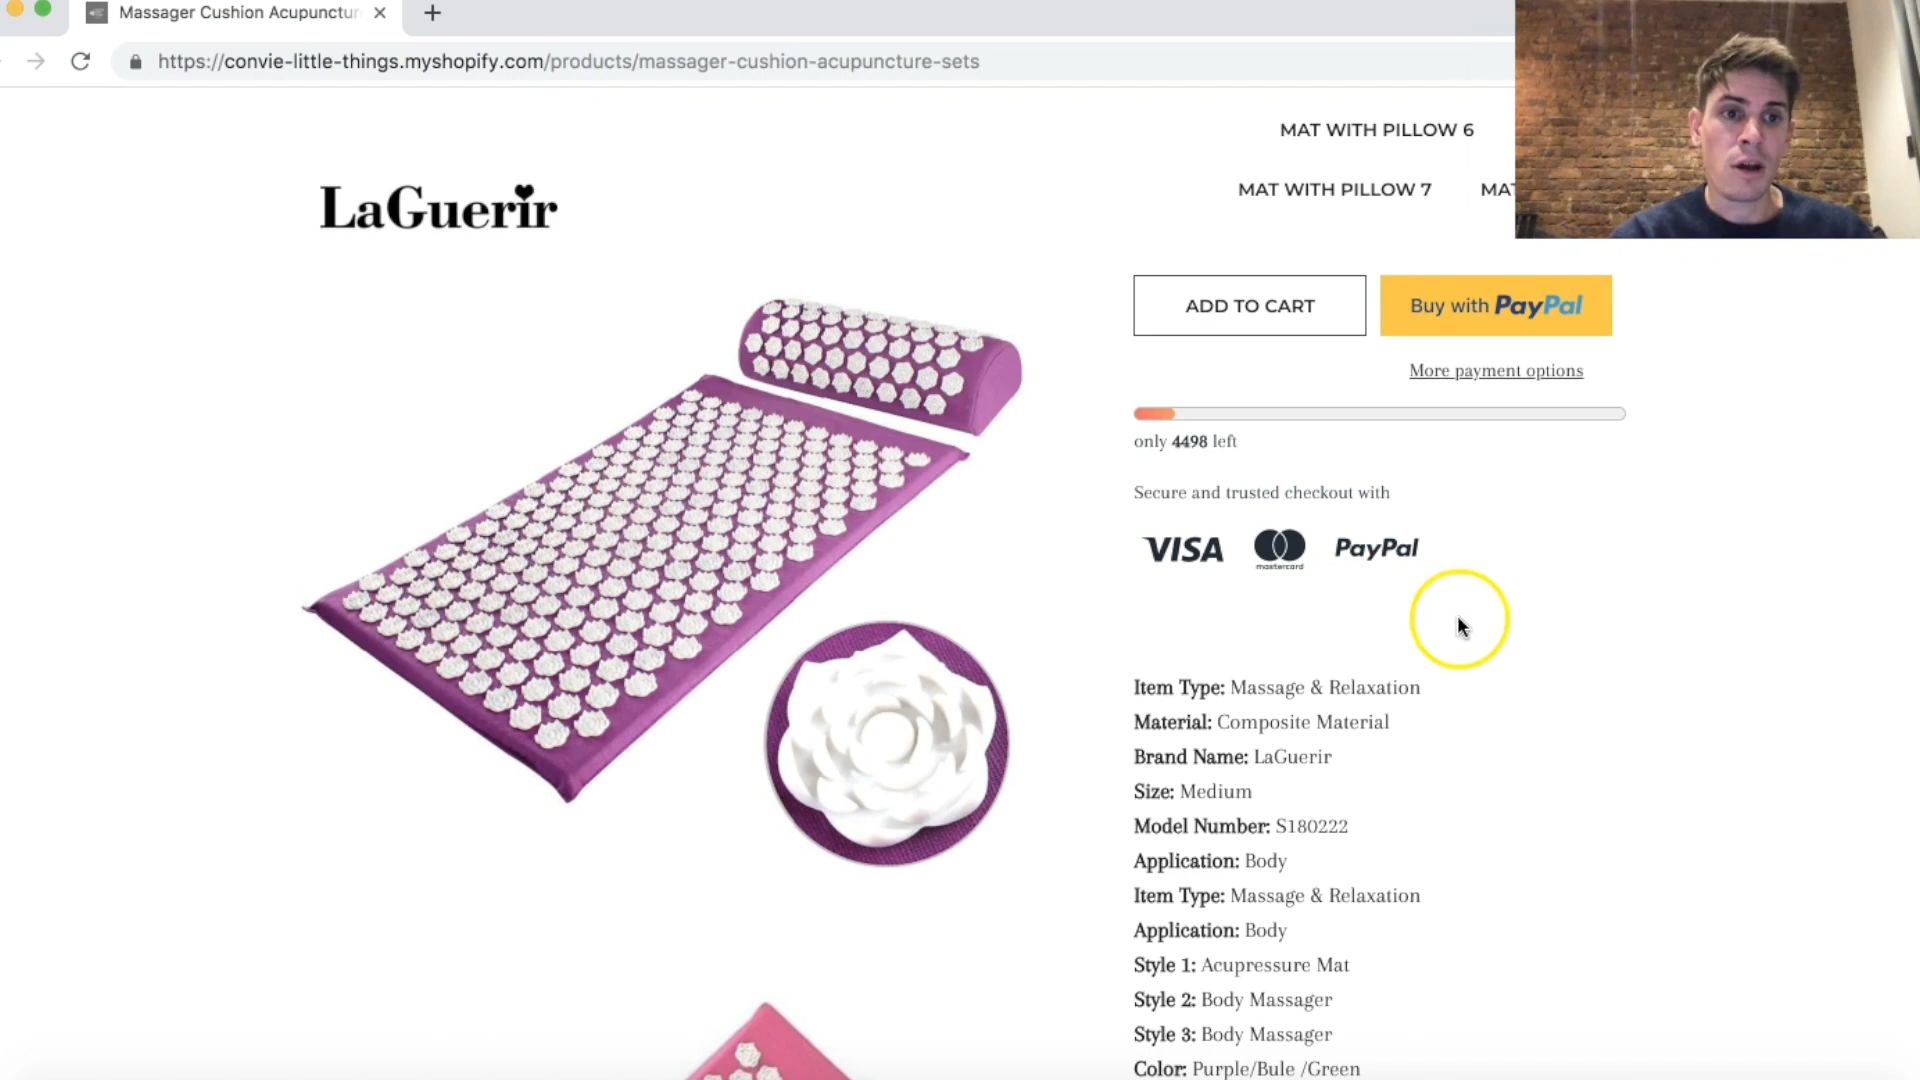 Massager Cushion Acupunctur
https://convie-little-things.myshopify.com/products/massager-cushion-acupuncture-sets
MAT WITH PILLOW 6
MAT WITH PILLOW 7 MAT
LaGuerir
ADD TO CART
Buy with PayPal
More payment options
only 4498 left
Secure and trusted checkout with
VISA mastercard PayPal
Item Type: Massage & Relaxation
Material: Composite Material
Brand Name: LaGuerir
Size: Medium
Model Number: S180222
Application: Body
Item Type: Massage & Relaxation
Application: Body
Style 1: Acupressure Mat
Style 2: Body Massager
Style 3: Body Massager
Color: Purple/Bule /Green